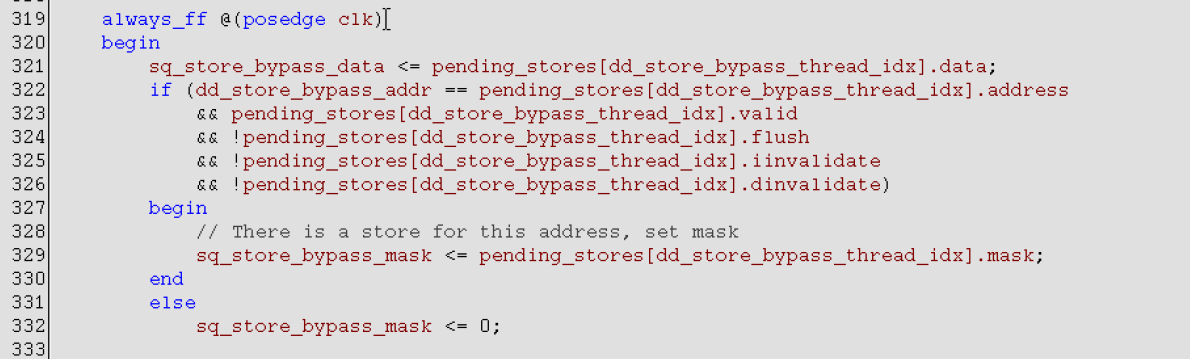 319 always_ff @(posedge clk)
320 begin
321 sq_store_bypass_data <= pending_stores[dd_store_bypass_thread_idx].data;
322 if (dd_store_bypass_addr == pending_stores[dd_store_bypass_thread_idx].address
323 && pending_stores[dd_store_bypass_thread_idx].valid
324 && !pending_stores[dd_store_bypass_thread_idx].flush
325 && !pending_stores[dd_store_bypass_thread_idx].iinvalidate
326 && !pending_stores[dd_store_bypass_thread_idx].dinvalidate)
327 begin
328 // There is a store for this address, set mask
329 sq_store_bypass_mask <= pending_stores[dd_store_bypass_thread_idx].mask;
330 end
331 else
332 sq_store_bypass_mask <= 0;
333